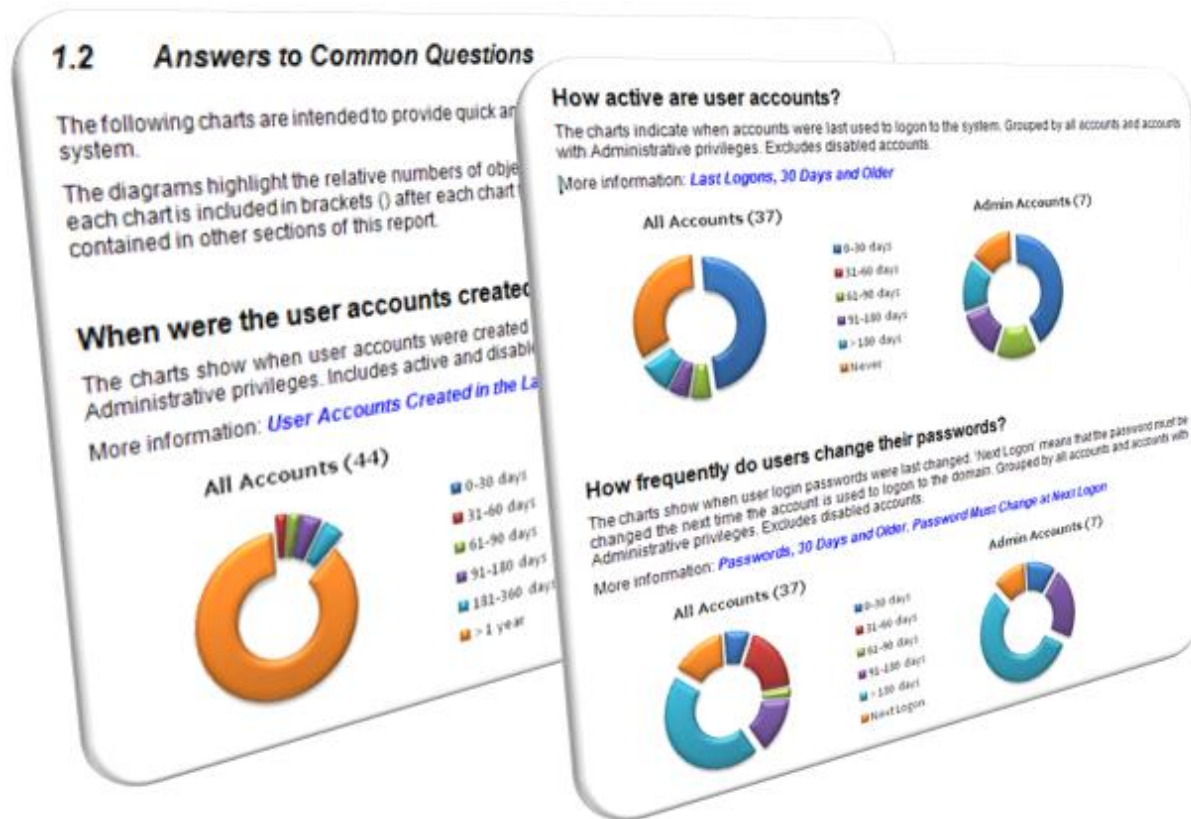 1.2 Answers to Common Questions
The following charts are intended to provide quick an
system.
The diagrams highlight the relative numbers of obje
each chart is included in brackets () after each chart t
contained in other sections of this report.
When were the user accounts created
The charts show when user accounts were created
Administrative privileges. Includes active and disable
More information: User Accounts Created in the La
All Accounts (44)
0-30 days
31-60 days
61-90 days
91-180 days
181-360 days
> 1 year
How active are user accounts?
The charts indicate when accounts were last used to logon to the system. Grouped by all accounts and accounts
with Administrative privileges. Excludes disabled accounts.
More information: Last Logons, 30 Days and Older
All Accounts (37)
0-30 days
31-60 days
61-90 days
91-180 days
>180 days
Never
Admin Accounts (7)
How frequently do users change their passwords?
The charts show when user login passwords were last changed. 'Next Logon' means that the password must be
changed the next time the account is used to logon to the domain. Grouped by all accounts and accounts with
Administrative privileges. Excludes disabled accounts.
More information: Passwords, 30 Days and Older, Password Must Change at Next Logon
All Accounts (37)
0-30 days
31-60 days
61-90 days
91-180 days
>180 days
Next Logon
Admin Accounts (7)